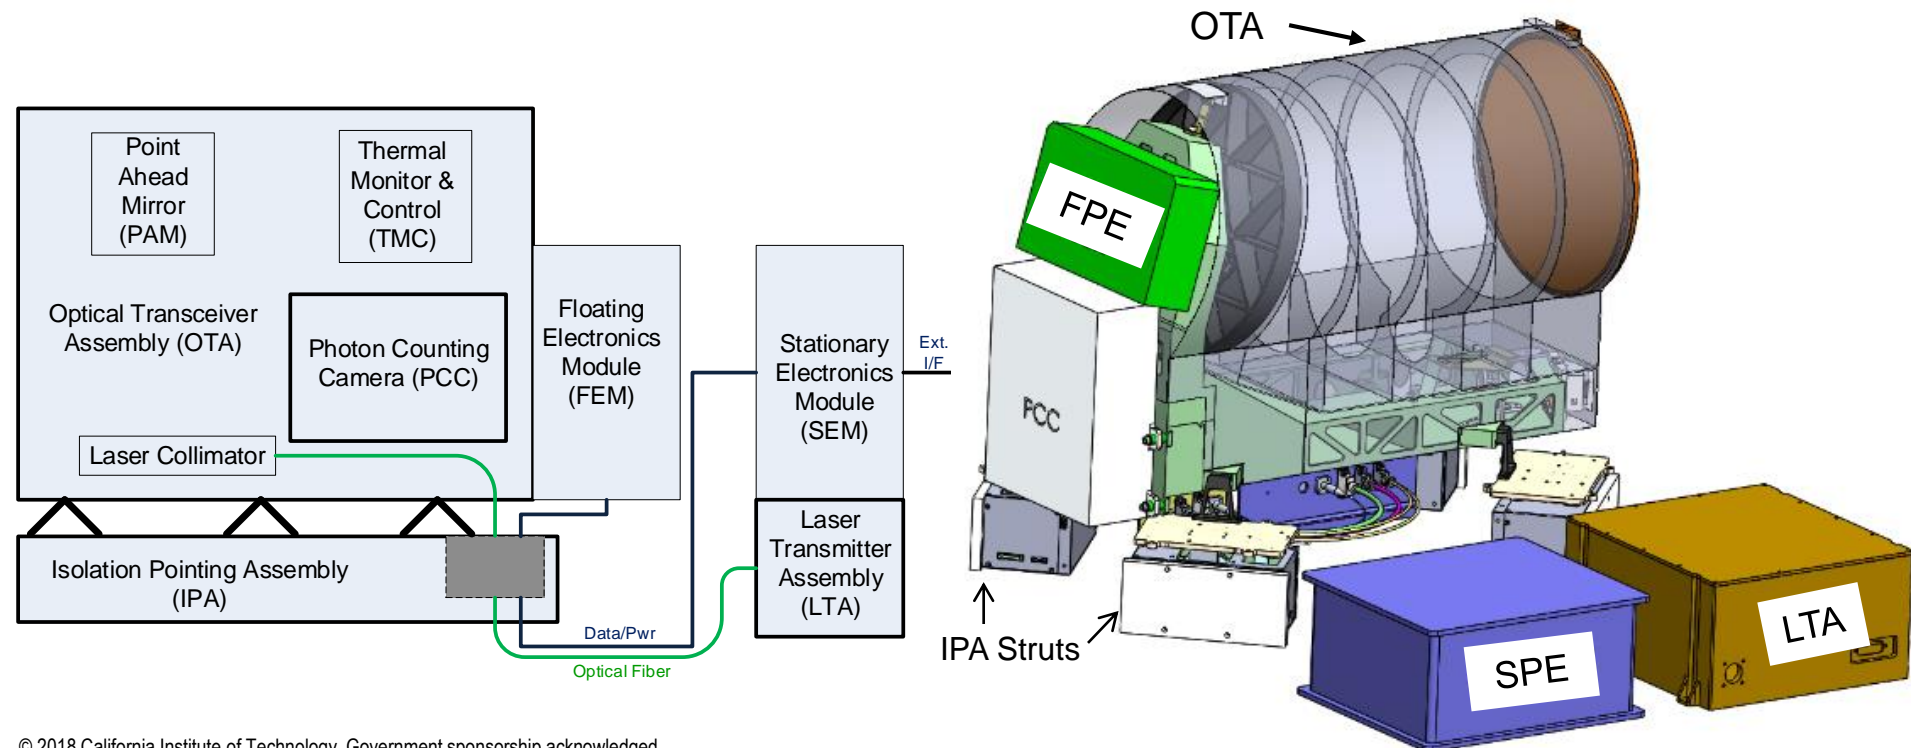 OTA
Point
Ahead
Mirror
(PAM)
Thermal
Monitor &
Control
(TMC)
Optical Transceiver
Assembly (OTA)
Photon Counting
Camera (PCC)
Laser Collimator
Floating
Electronics
Module
(FEM)
Stationary
Electronics
Module
(SEM)
Ext.
I/F
Laser
Transmitter
Assembly
(LTA)
Isolation Pointing Assembly
(IPA)
Data/Pwr
Optical Fiber
FPE
PCC
IPA Struts
SPE
LTA
© 2018 California Institute of Technology. Government sponsorship acknowledged